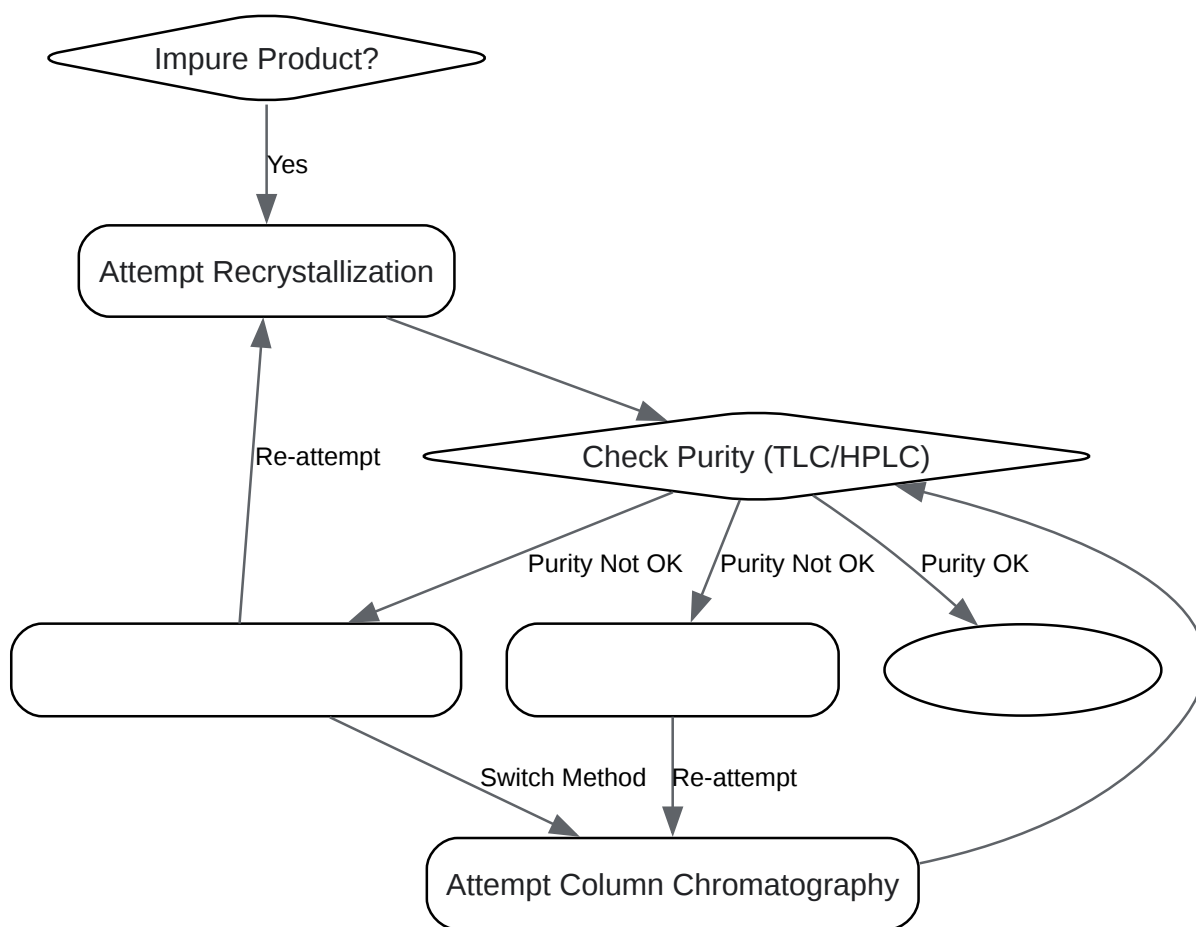 Impure Product?
Yes
Attempt Recrystallization
Re-attempt
Check Purity (TLC/HPLC)
Purity Not OK
Purity Not OK
Purity OK
Switch Method
Re-attempt
Attempt Column Chromatography